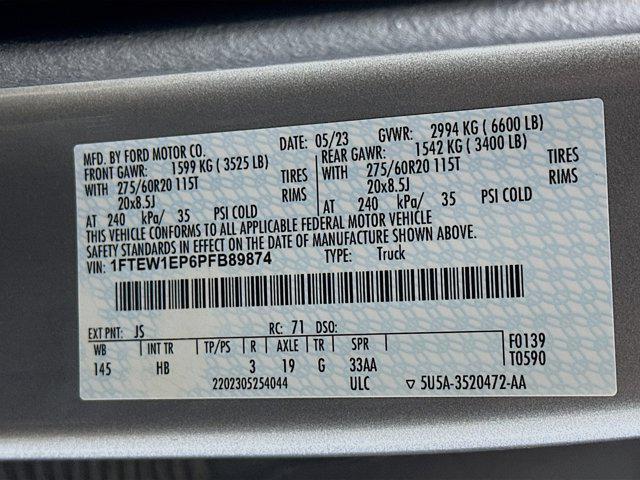 MFD. BY FORD MOTOR CO. DATE: 05/23 GVWR: 2994 KG ( 6600 LB)
FRONT GAWR: 1599 KG ( 3525 LB) REAR GAWR: 1542 KG ( 3400 LB)
WITH 275/60R20 115T TIRES WITH 275/60R20 115T TIRES
20x8.5J RIMS 20x8.5J RIMS
AT 240 kPa/ 35 PSI COLD AT 240 kPa/ 35 PSI COLD
THIS VEHICLE CONFORMS TO ALL APPLICABLE FEDERAL MOTOR VEHICLE
SAFETY STANDARDS IN EFFECT ON THE DATE OF MANUFACTURE SHOWN ABOVE.
VIN: 1FTEW1EP6PFB89874 TYPE: Truck
EXT PNT: JS RC: 71 DSO:
WB INT TR TP/PS R AXLE TR SPR F0139
145 HB 3 19 G 33AA T0590
2202305254044 ULC ▽ 5U5A-3520472-AA